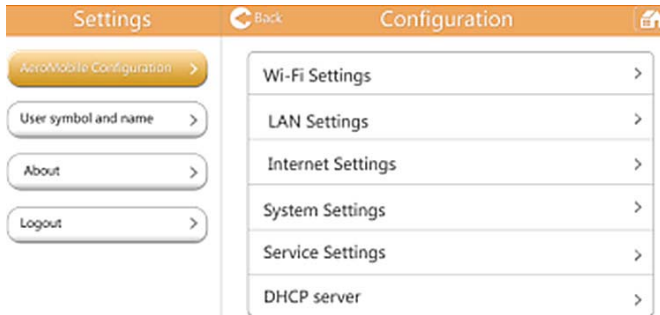 Settings
AeroMobile Configuration
User symbol and name
About
Logout
Back
Configuration
Wi-Fi Settings
LAN Settings
Internet Settings
System Settings
Service Settings
DHCP server